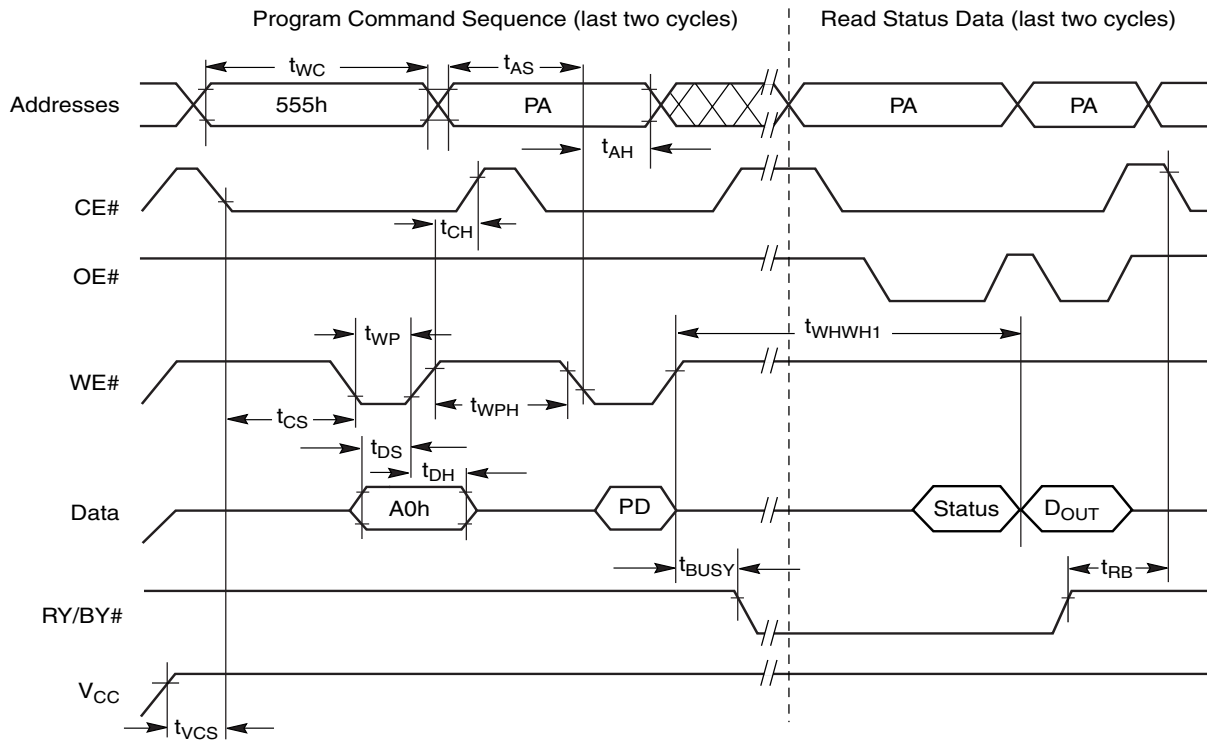 Program Command Sequence (last two cycles)
Read Status Data (last two cycles)
tWC
tAS
Addresses
555h
PA
PA
PA
tAH
CE#
tCH
OE#
tWP
tWHWH1
WE#
tCS
tWPH
tDS
tDH
Data
A0h
PD
Status
DOUT
tBUSY
tRB
RY/BY#
VCC
tVCS